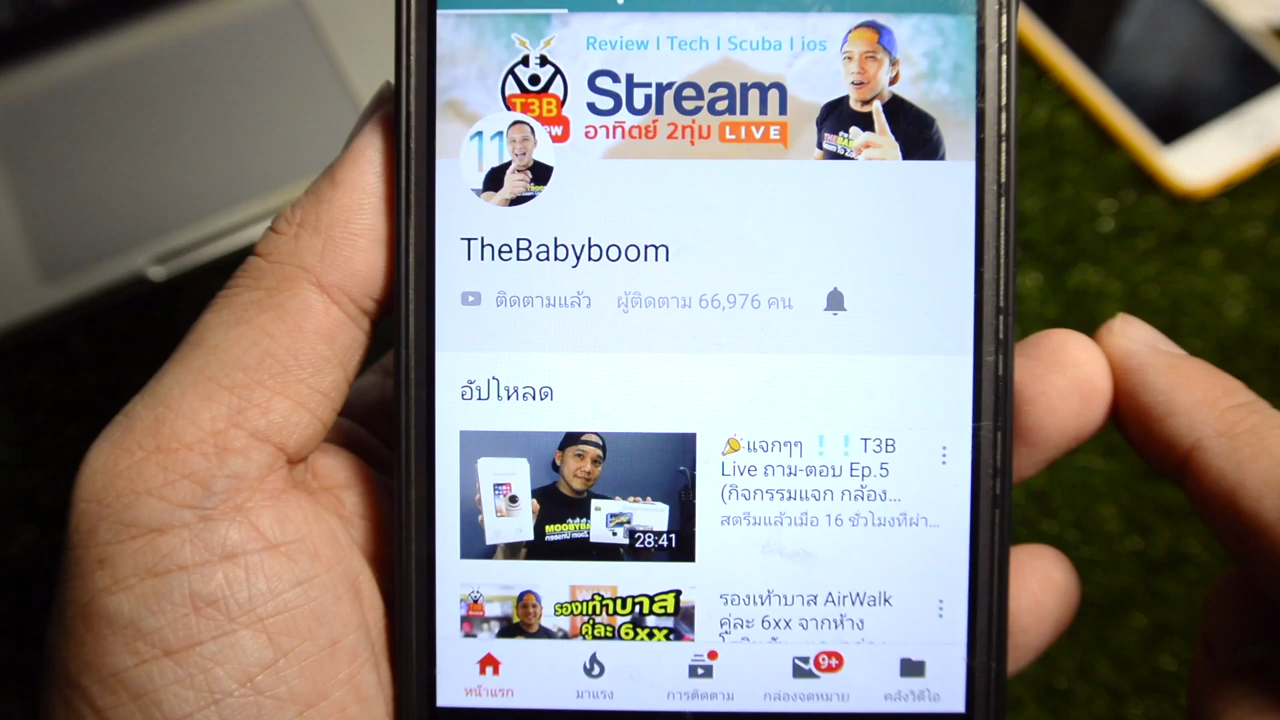 Review | Tech | Scuba | ios
T3B
Stream
อาทิตย์ 2ทุ่ม LIVE
11
TheBabyboom
ติดตามแล้ว ผู้ติดตาม 66,976 คน
อัปโหลด
แจกๆๆ❗❗T3B
Live ถาม-ตอบ Ep.5
(กิจกรรมแจก กล้อง...
สตรีมแล้วเมื่อ 16 ชั่วโมงที่ผ่า...
28:41
รองเท้าบาส
คู่ละ 6xx
รองเท้าบาส AirWalk
คู่ละ 6xx จากห้าง
9+
หน้าแรก
มาแรง
การติดตาม
กล่องจดหมาย
คลังวิดีโอ